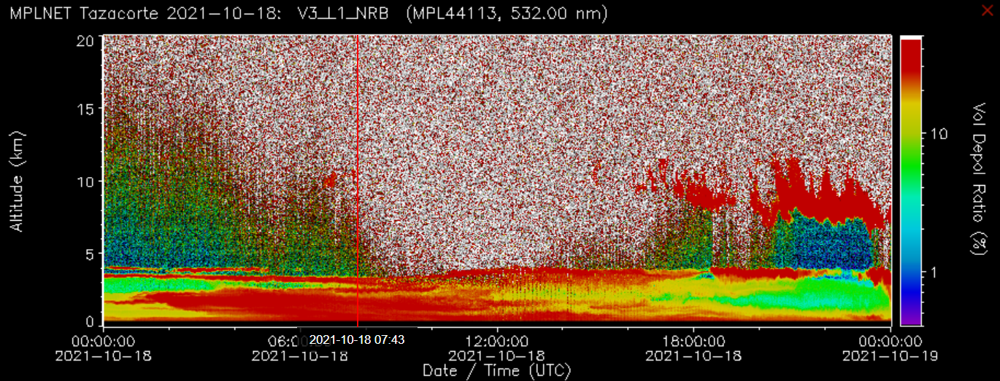 MPLNET Tazacorte 2021-10-18: V3_L1_NRB (MPL44113, 532.00 nm)
20
15
10
5
0
Altitude (km)
10
1
Vol Depol Ratio (%)
00:00:00 06:0 2021-10-18 07:43 12:00:00 18:00:00 00:00:00
2021-10-18 2021-10-18 2021-10-18 2021-10-18 2021-10-19
Date / Time (UTC)